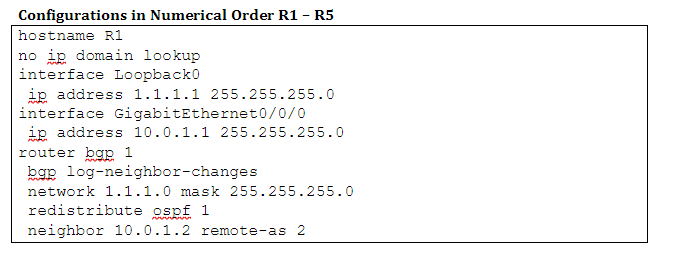 Configurations in Numerical Order R1 – R5
hostname R1
no ip domain lookup
interface Loopback0
ip address 1.1.1.1 255.255.255.0
interface GigabitEthernet0/0/0
ip address 10.0.1.1 255.255.255.0
router bgp 1
bgp log-neighbor-changes
network 1.1.1.0 mask 255.255.255.0
redistribute ospf 1
neighbor 10.0.1.2 remote-as 2